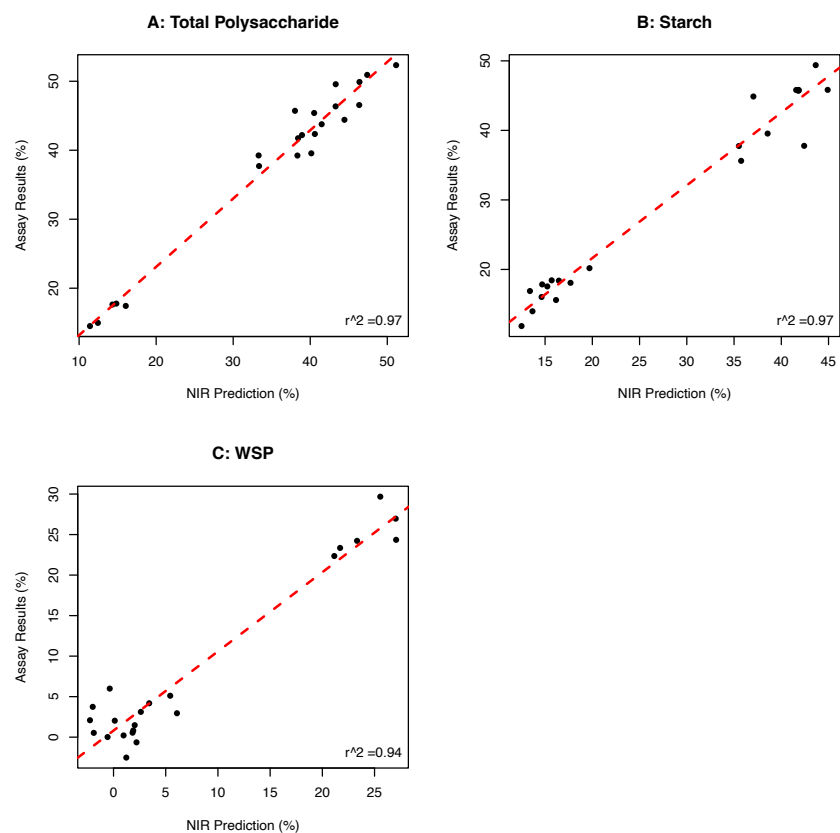 A: Total Polysaccharide
50
40
30
20
Assay Results (%)
r^2 =0.97
10 20 30 40 50
NIR Prediction (%)
B: Starch
50
40
30
20
Assay Results (%)
r^2 =0.97
15 20 25 30 35 40 45
NIR Prediction (%)
C: WSP
30
25
20
15
10
5
0
Assay Results (%)
r^2 =0.94
0 5 10 15 20 25
NIR Prediction (%)